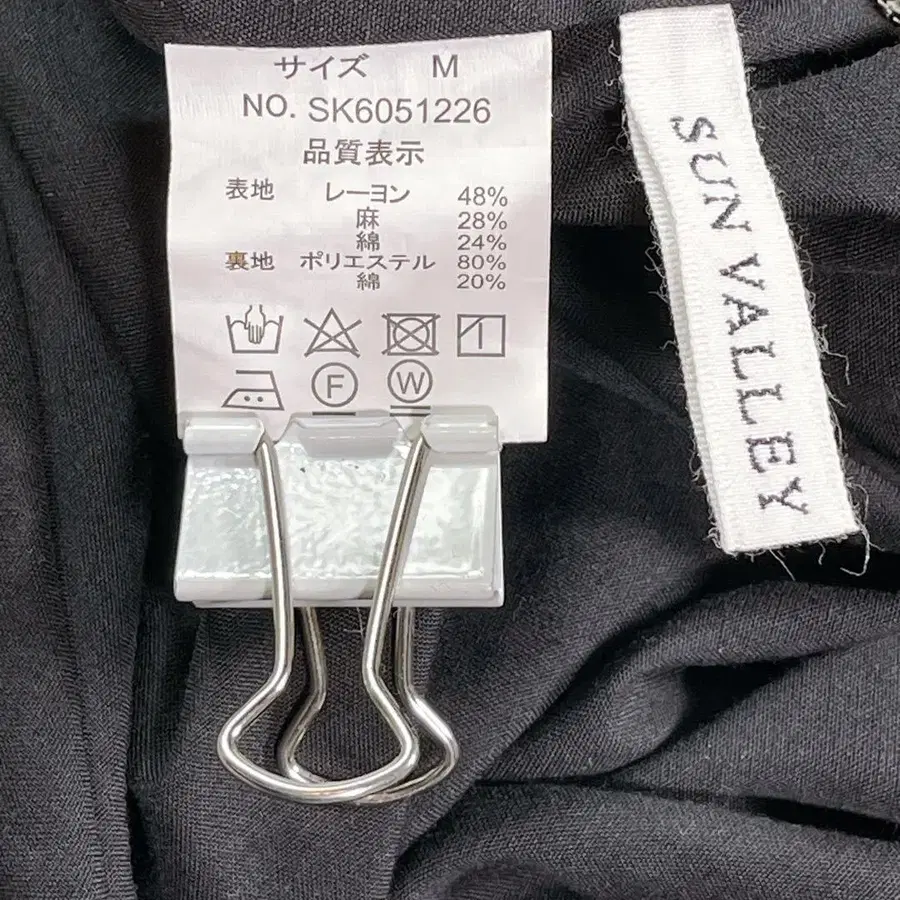 サイズ M
NO. SK6051226
品質表示
表地 レーヨン 48%
麻 28%
綿 24%
裏地 ポリエステル 80%
綿 20%
F W
SUN VALLEY